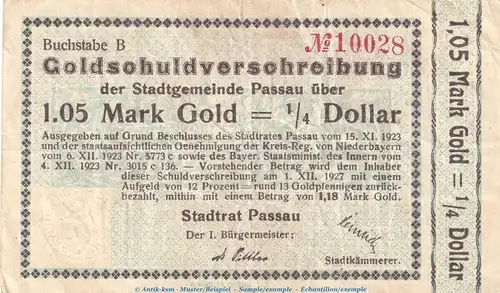 Buchstabe B
№10028
Goldschuldverschreibung
der Stadtgemeinde Passau über
1.05 Mark Gold = 1/4 Dollar
Ausgegeben auf Grund Beschlusses des Stadtrates Passau vom 15. XI. 1923
und der staatsaufsichtlichen Genehmigung der Kreis-Reg. von Niederbayern
vom 6. XII. 1923 Nr. 5773 c sowie des Bayer. Staatsminist. des Innern vom
4. XII. 1923 Nr. 3015 c 136. — Vorstehender Betrag wird dem Inhaber
dieser Schuldverschreibung am 1. XII. 1927 mit einem
Aufgeld von 12 Prozent = rund 13 Goldpfennigen zurück-
bezahlt, mithin mit einem Betrag von 1,18 Mark Gold.
Stadtrat Passau
Der I. Bürgermeister:
Stadtkämmerer.
1.05 Mark Gold = 1/4 Dollar
Antik-ksm - Muster/Beispiel - Sample/exemple - Échantillon/exemple